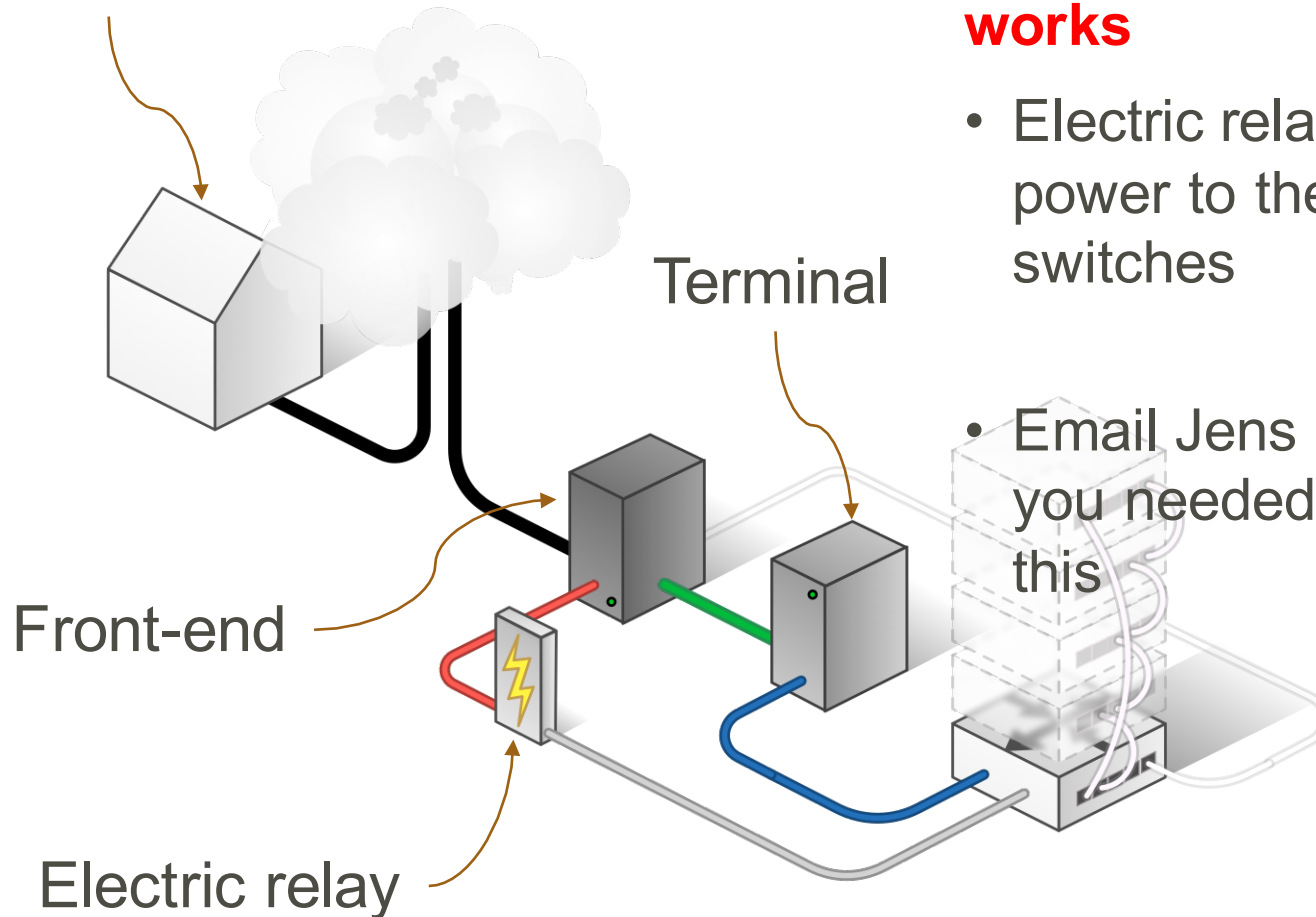 works
• Electric rela
power to the
switches
Terminal
• Email Jens
you needed
this
Front-end
Electric relay